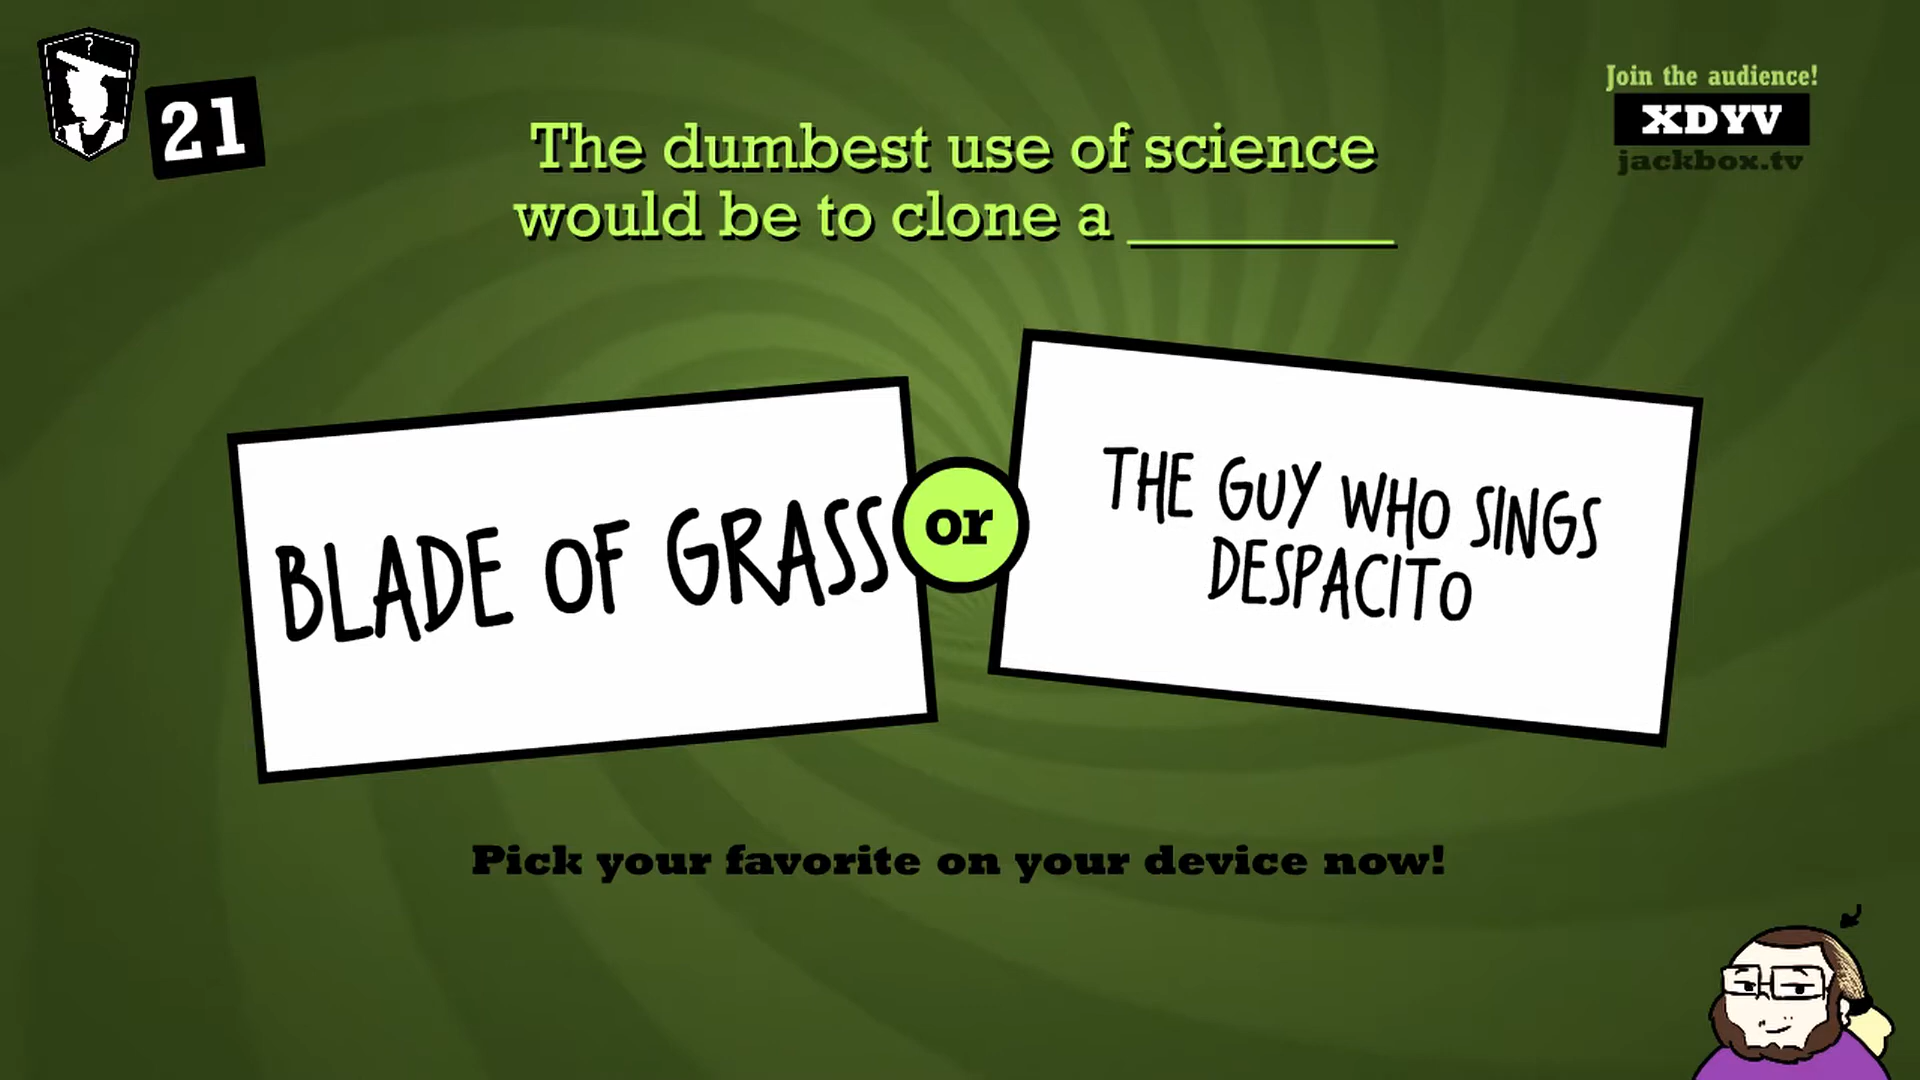 ?
21
Join the audience!
XDYV
jackbox.tv
The dumbest use of science
would be to clone a ________
BLADE OF GRASS
or
THE GUY WHO SINGS
DESPACITO
Pick your favorite on your device now!